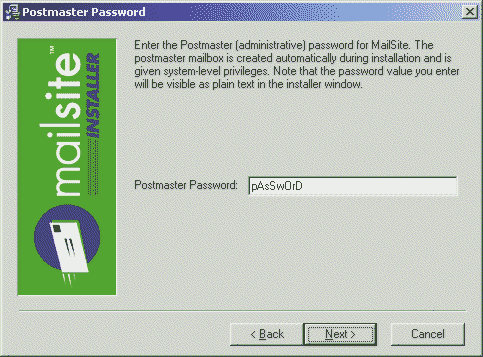 Postmaster Password
Enter the Postmaster (administrative) password for MailSite. The
postmaster mailbox is created automatically during installation and is
given system-level privileges. Note that the password value you enter
will be visible as plain text in the installer window.
mailsite™
INSTALLER
Postmaster Password:
pAsSwOrD
< Back
Next >
Cancel